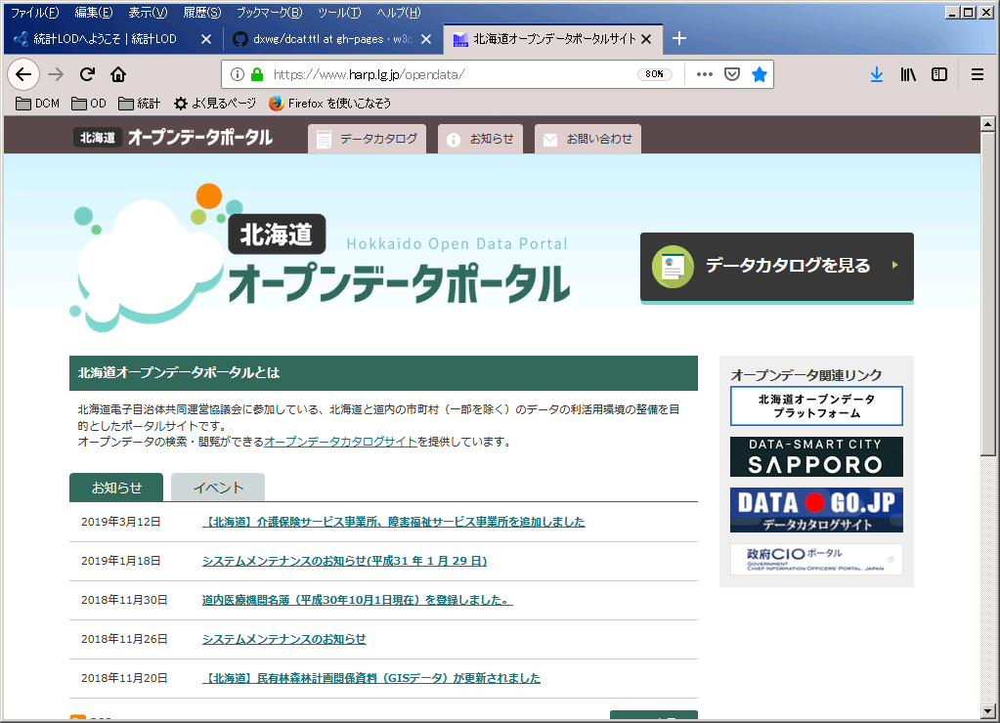 ファイル(F) 編集(E) 表示(V) 履歴(S) ブックマーク(B) ツール(T) ヘルプ(H)
統計LODへようこそ | 統計LOD
dxwg/dcat.ttl at gh-pages · w3c
北海道オープンデータポータルサイト
https://www.harp.lg.jp/opendata/
80%
DCM OD 統計 よく見るページ Firefox を使いこなそう
北海道 オープンデータポータル
データカタログ
お知らせ
お問い合わせ
北海道
Hokkaido Open Data Portal
オープンデータポータル
データカタログを見る
北海道オープンデータポータルとは
北海道電子自治体共同運営協議会に参加している、北海道と道内の市町村（一部を除く）のデータの利活用環境の整備を目
的としたポータルサイトです。
オープンデータの検索・閲覧ができるオープンデータカタログサイトを提供しています。
お知らせ
イベント
2019年3月12日 【北海道】介護保険サービス事業所、障害福祉サービス事業所を追加しました
2019年1月18日 システムメンテナンスのお知らせ(平成31 年 1 月 29 日)
2018年11月30日 道内医療機関名簿（平成30年10月1日現在）を登録しました。
2018年11月26日 システムメンテナンスのお知らせ
2018年11月20日 【北海道】民有林森林計画関係資料（GISデータ）が更新されました
オープンデータ関連リンク
北海道オープンデータ
プラットフォーム
DATA-SMART CITY
SAPPORO
DATA GO.JP
データカタログサイト
政府CIOポータル
GOVERNMENT
CHIEF INFORMATION OFFICERS' PORTAL, JAPAN